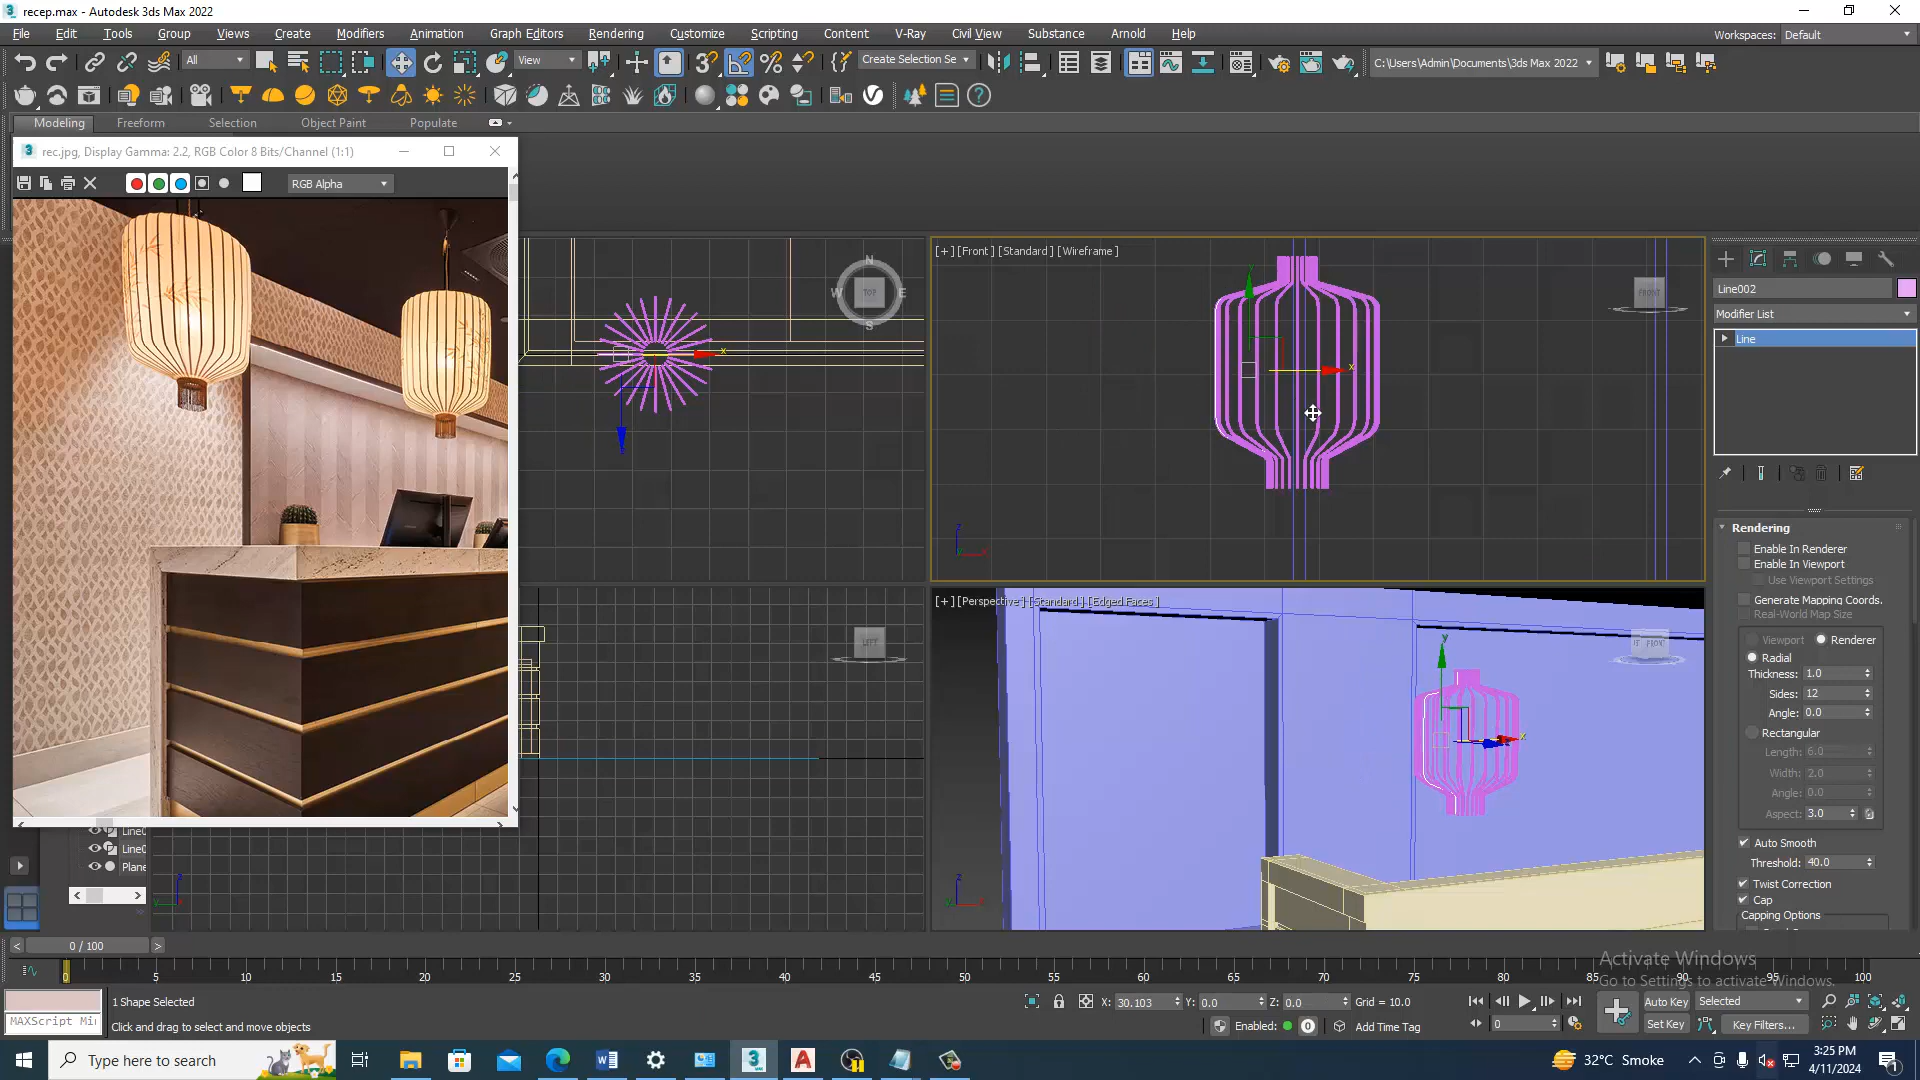 recep.max - Autodesk 3ds Max 2022
File Edit Tools Group Views Create Modifiers Animation Graph Editors Rendering Customize Scripting Content V-Ray Civil View Substance Arnold Help
Workspaces: Default
All View Create Selection Se C:\Users\Admin\Documents\3ds Max 2022
Modeling Freeform Selection Object Paint Populate
rec.jpg, Display Gamma: 2.2, RGB Color 8 Bits/Channel (1:1)
RGB Alpha
[+] [Front] [Standard] [Wireframe]
N
W TOP E
S
FRONT
Line002
Modifier List
Line
Rendering
Enable In Renderer
Enable In Viewport
Use Viewport Settings
Generate Mapping Coords.
Real-World Map Size
Viewport Renderer
Radial
Thickness: 1.0
Sides: 12
Angle: 0.0
Rectangular
Length: 6.0
Width: 2.0
Angle: 0.0
Aspect: 3.0
Auto Smooth
Threshold: 40.0
Twist Correction
Cap
Capping Options
[+] [Perspective] [Standard] [Edged Faces]
LEFT
FRONT
Plane
0 / 100
0 5 10 15 20 25 30 35 40 45 50 55 60 65 70 75 80 85 90 95 100
Activate Windows
Go to Settings to activate Windows.
1 Shape Selected
MAXScript Mi
Click and drag to select and move objects
X: 30.103 Y: 0.0 Z: 0.0 Grid = 10.0
Enabled: 0 Add Time Tag
0
Auto Key Selected
Set Key Key Filters...
Type here to search
32°C Smoke
3:25 PM
4/11/2024